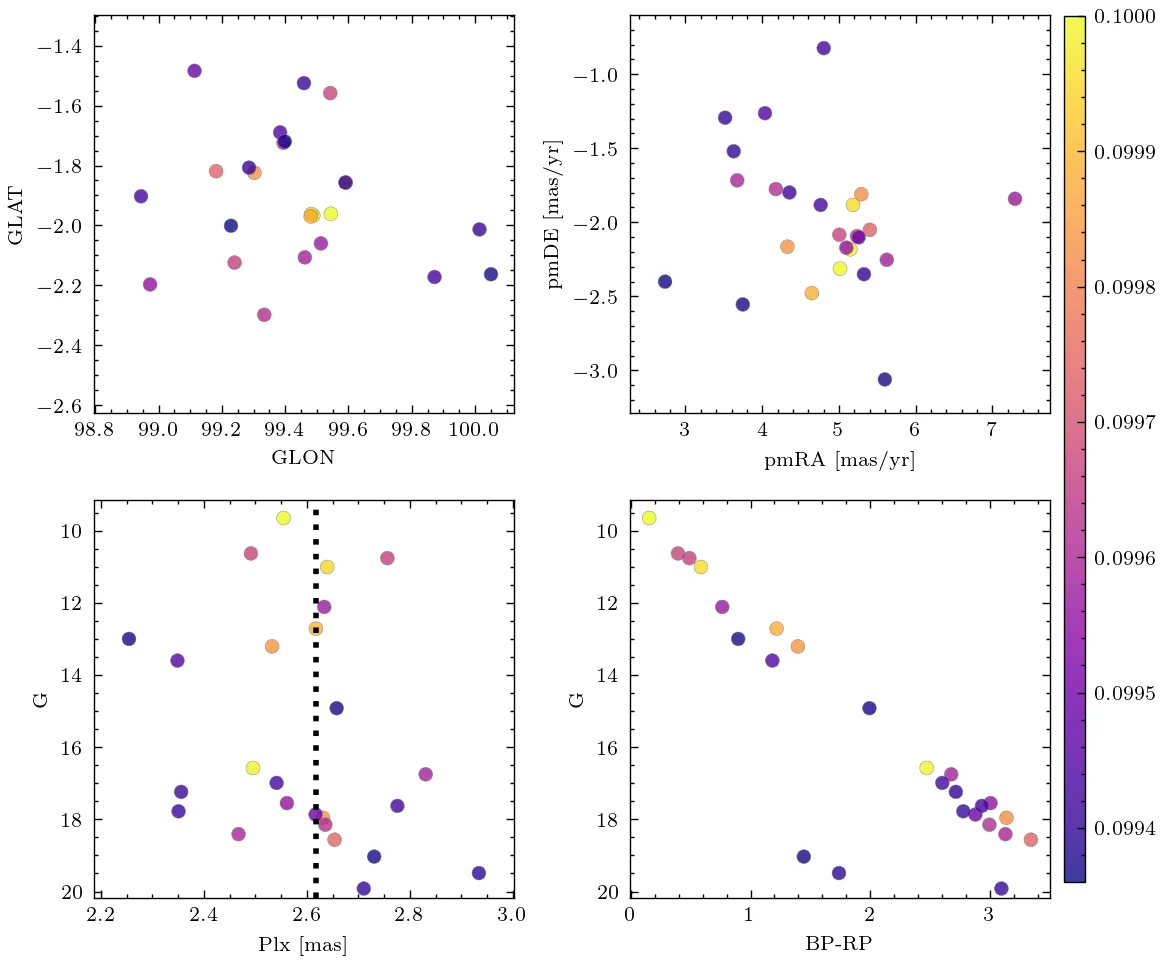 −1.4
−1.6
−1.8
−2.0
−2.2
−2.4
−2.6
GLAT
98.8 99.0 99.2 99.4 99.6 99.8 100.0
GLON
−1.0
−1.5
−2.0
−2.5
−3.0
pmDE [mas/yr]
3 4 5 6 7
pmRA [mas/yr]
10
12
14
16
18
20
G
2.2 2.4 2.6 2.8 3.0
Plx [mas]
10
12
14
16
18
20
G
0 1 2 3
BP-RP
0.1000
0.0999
0.0998
0.0997
0.0996
0.0995
0.0994